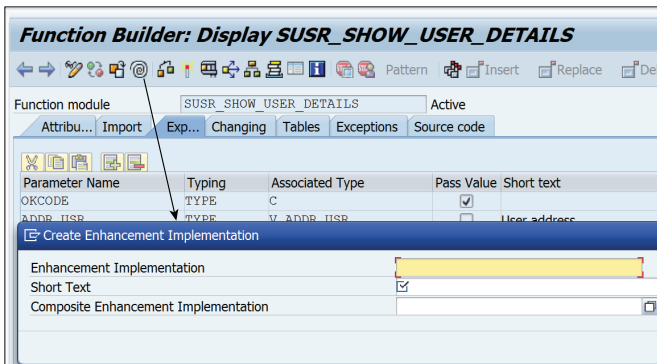 Function Builder: Display SUSR_SHOW_USER_DETAILS
Pattern Insert Replace De
Function module SUSR_SHOW_USER_DETAILS Active
Attribu... Import Exp... Changing Tables Exceptions Source code
Parameter Name Typing Associated Type Pass Value Short text
OKCODE TYPE C
ADDR_USR TYPE V_ADDR_USR User address
Create Enhancement Implementation
Enhancement Implementation
Short Text
Composite Enhancement Implementation